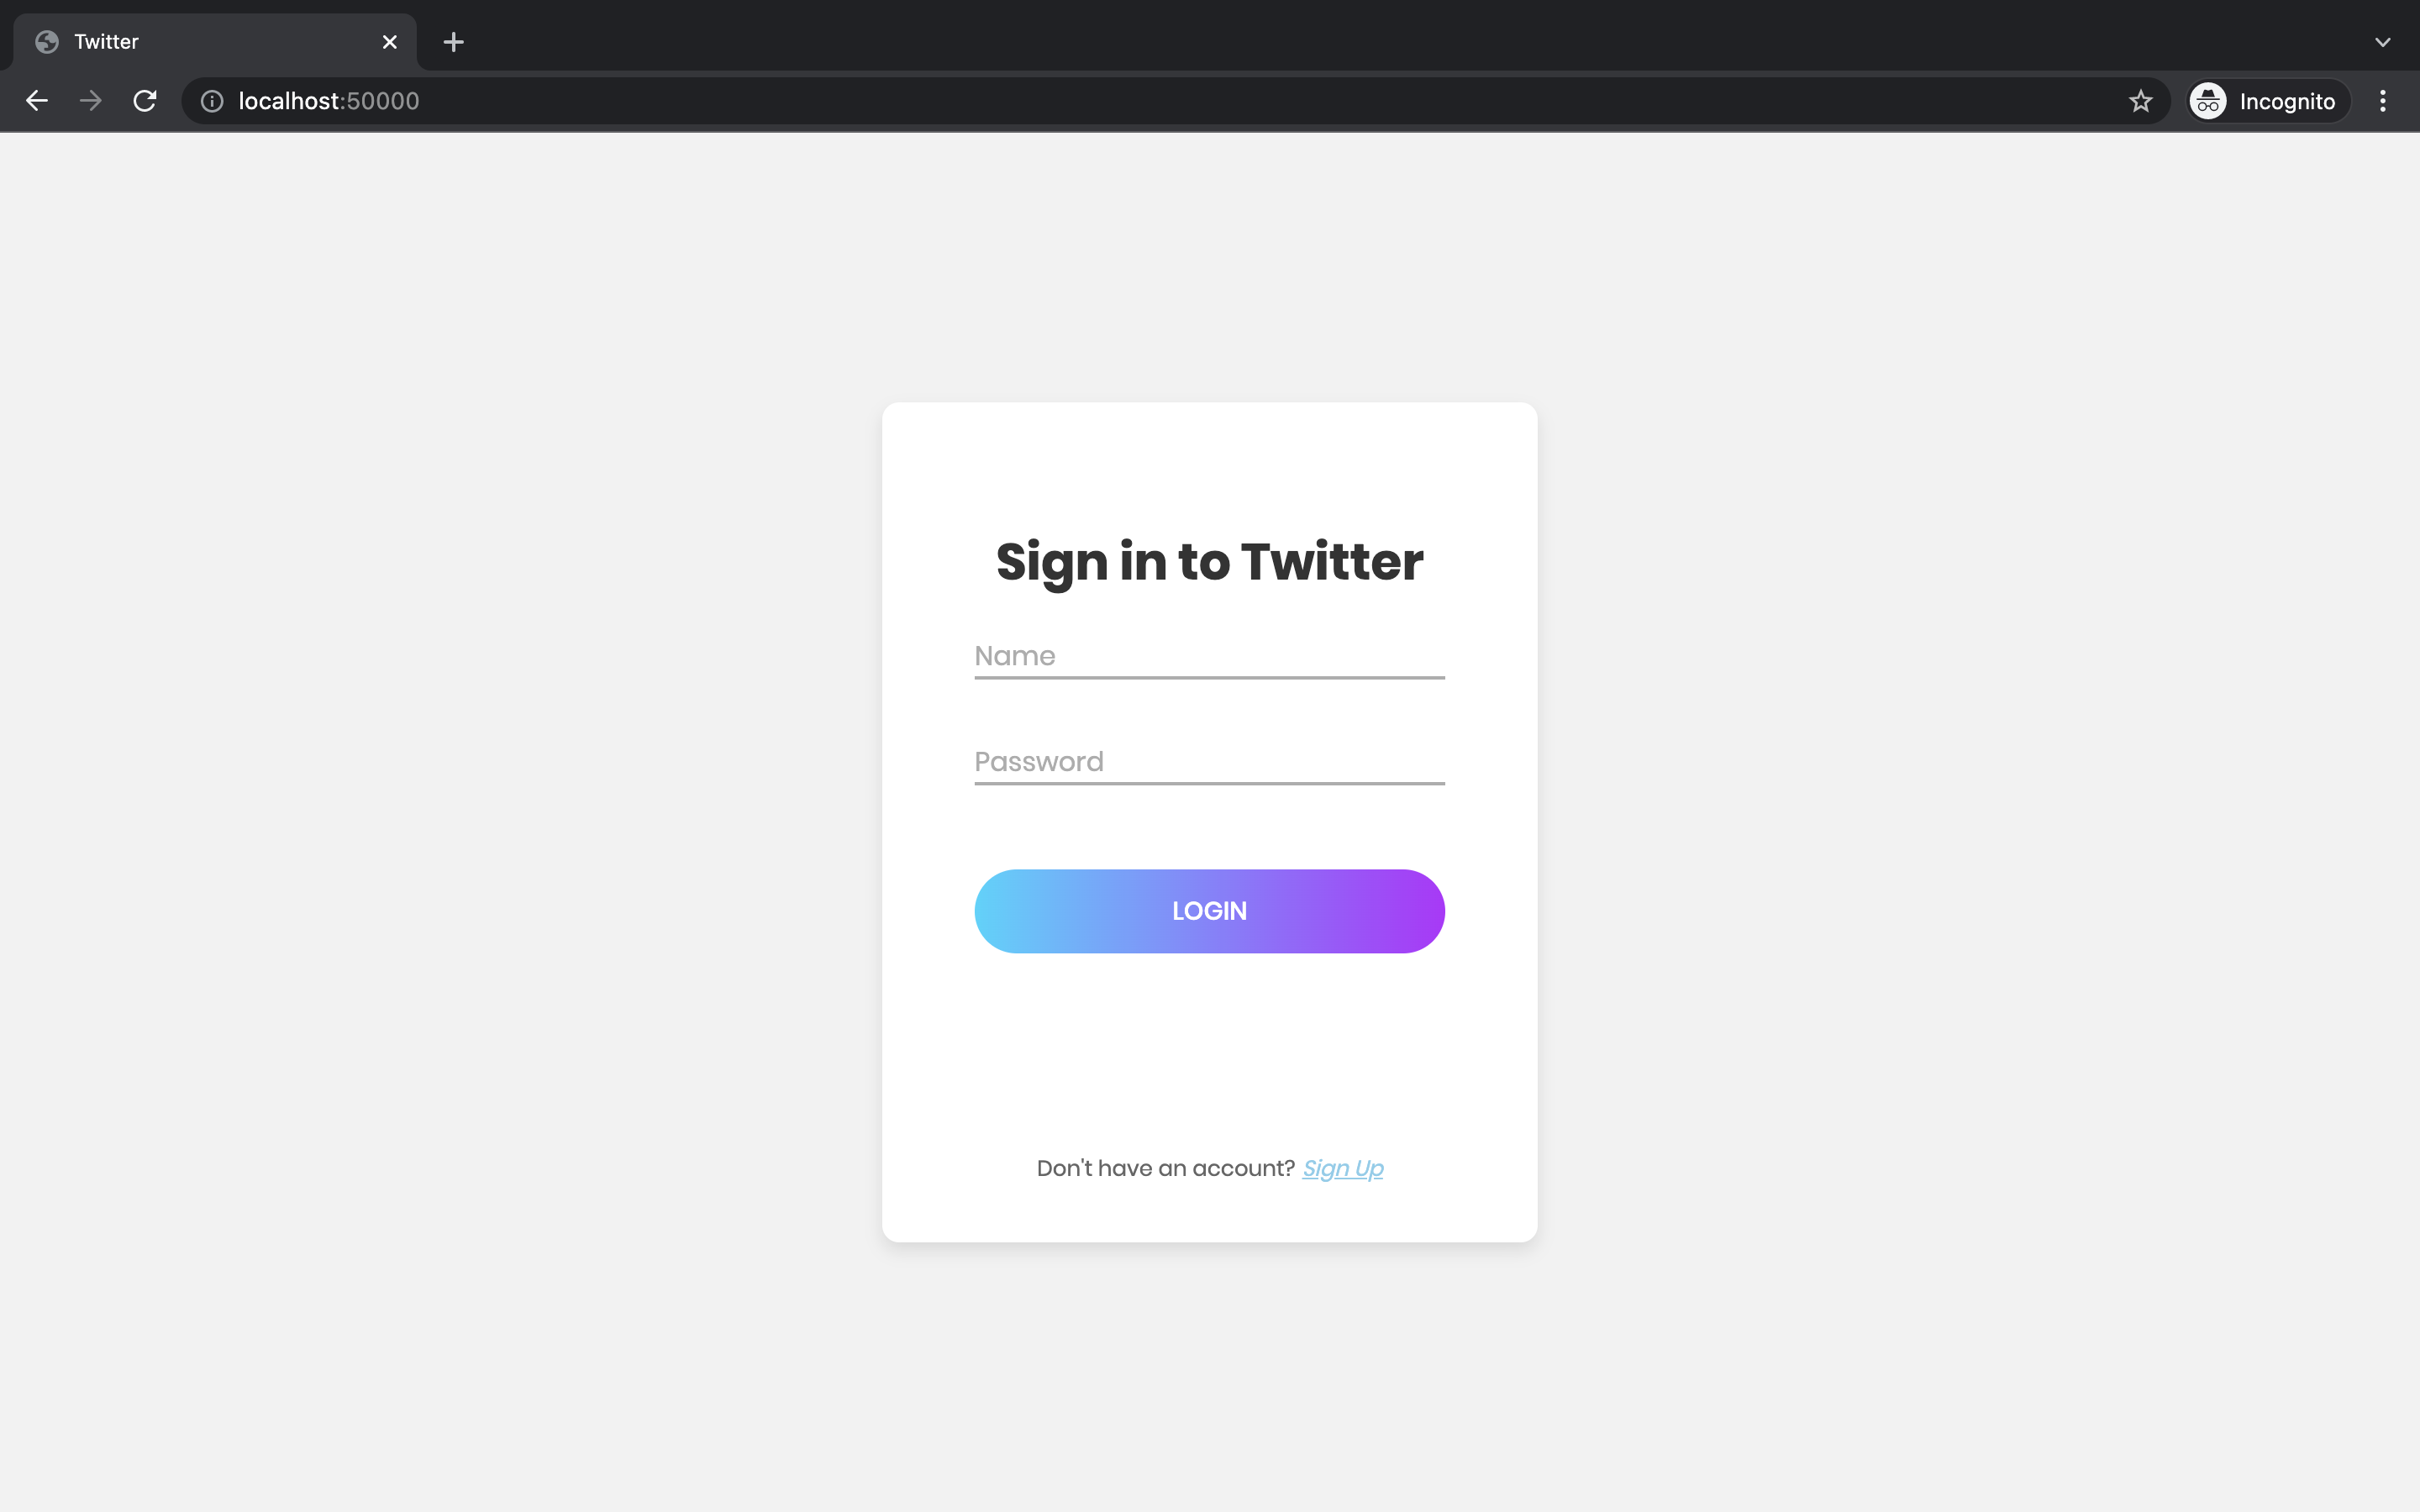 Twitter
localhost:50000
Incognito
Sign in to Twitter
Name
Password
LOGIN
Don't have an account? Sign Up